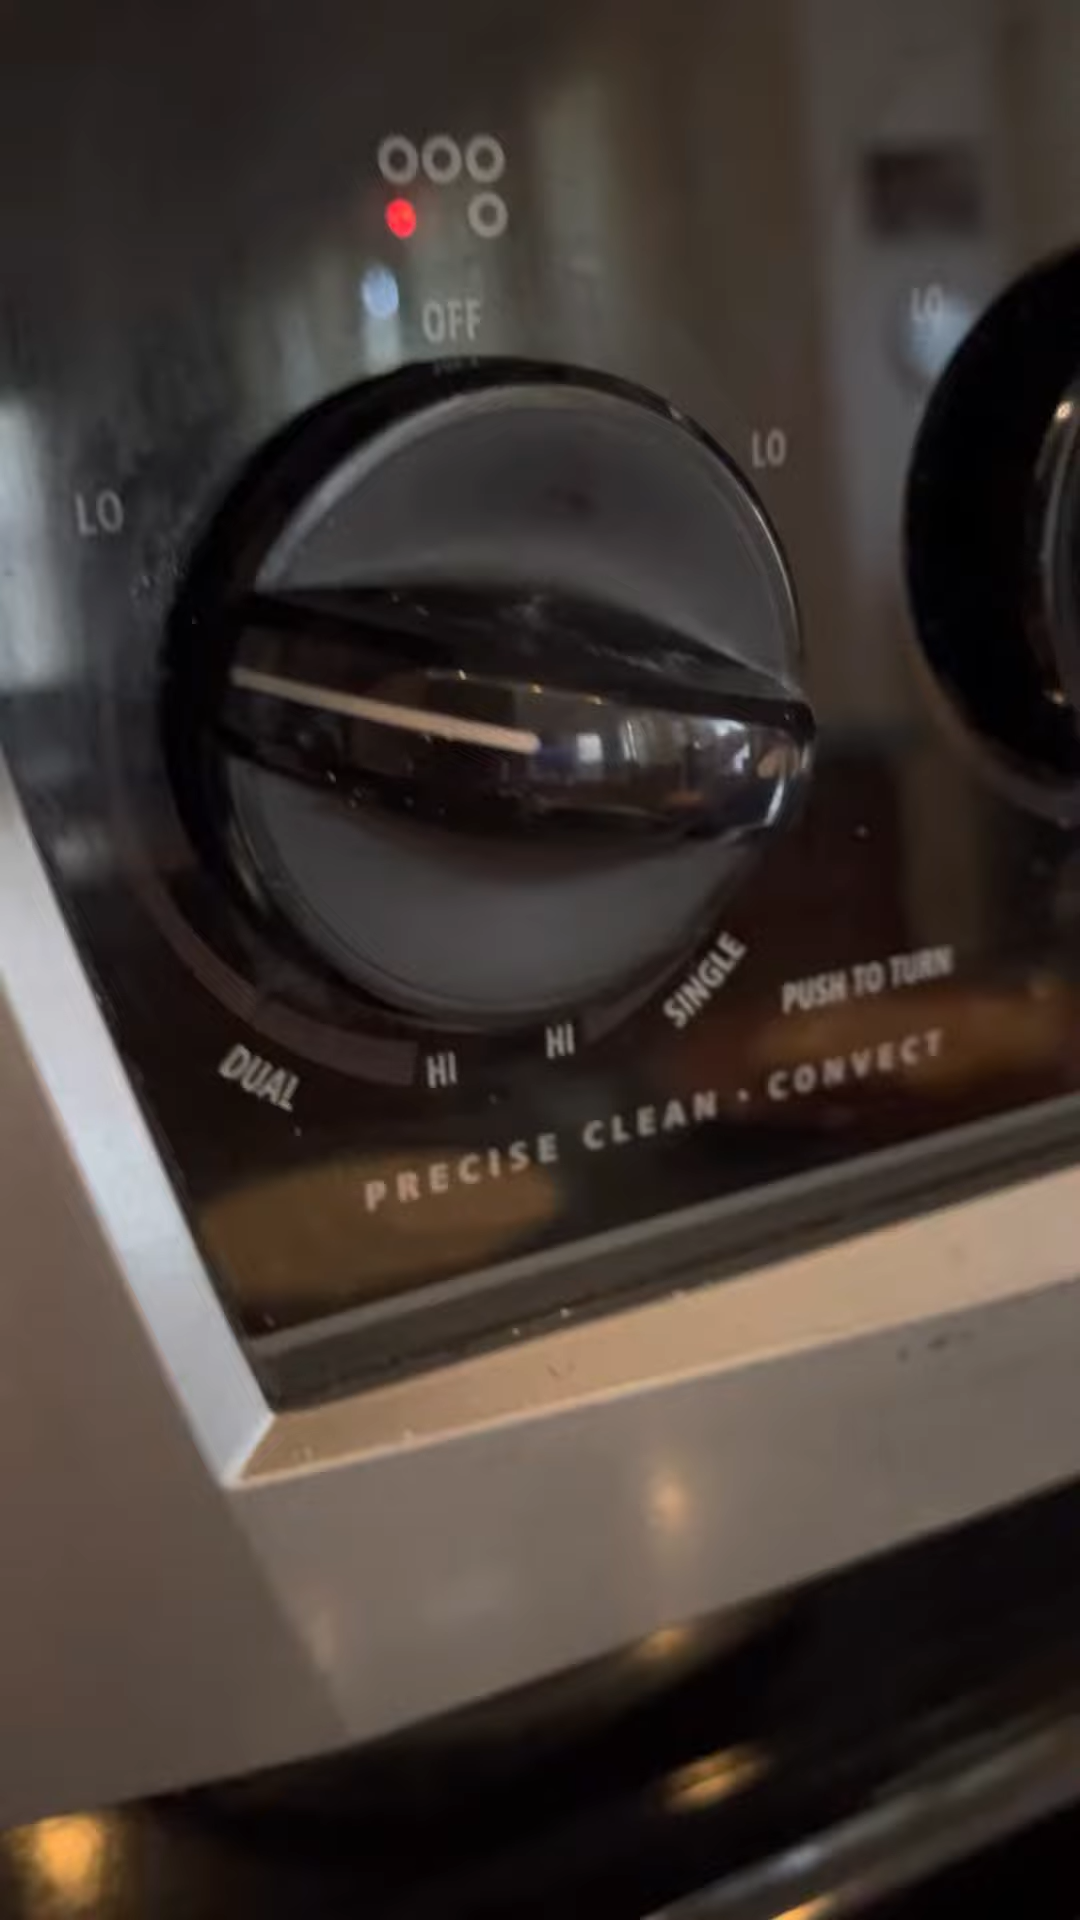 OFF
LO
LO
LO
SINGLE
PUSH TO TURN
HI
HI
DUAL
PRECISE CLEAN · CONVECT